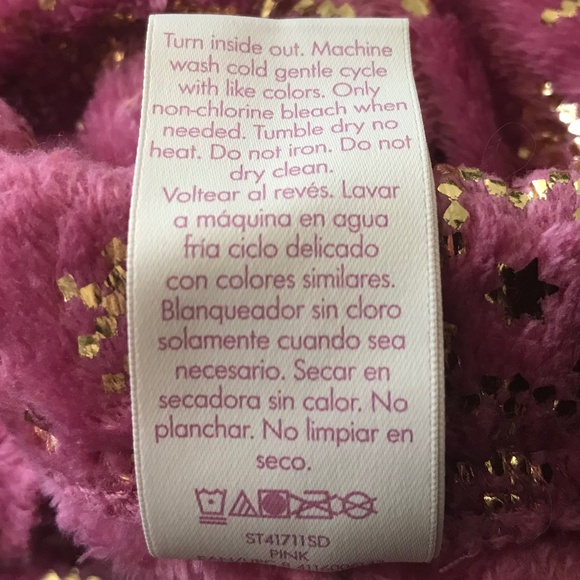 Turn inside out. Machine
wash cold gentle cycle
with like colors. Only
non-chlorine bleach when
needed. Tumble dry no
heat. Do not iron. Do not
dry clean.
Voltear al revés. Lavar
a máquina en agua
fría ciclo delicado
con colores similares.
Blanqueador sin cloro
solamente cuando sea
necesario. Secar en
secadora sin calor. No
planchar. No limpiar en
seco.
ST41711SD
PINK